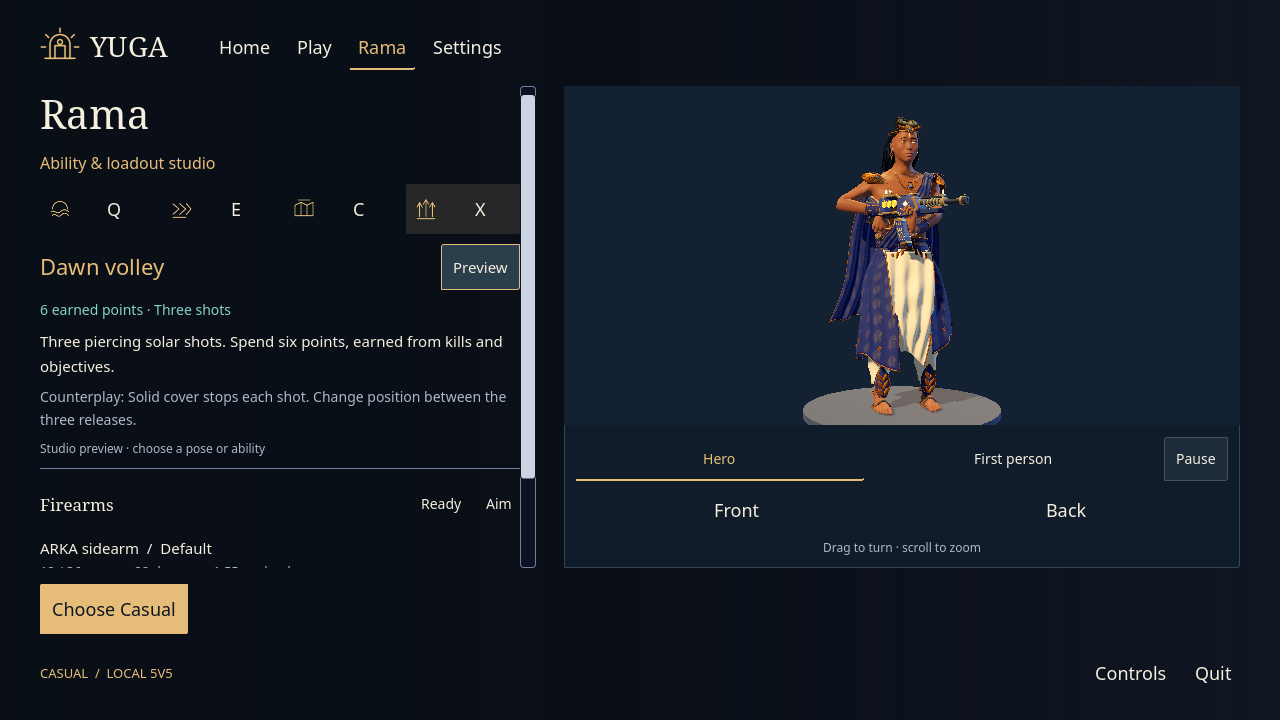 YUGA
Home
Play
Rama
Settings
Rama
Ability & loadout studio
Q
E
C
X
Dawn volley
Preview
6 earned points · Three shots
Three piercing solar shots. Spend six points, earned from kills and
objectives.
Counterplay: Solid cover stops each shot. Change position between the
three releases.
Studio preview · choose a pose or ability
Firearms
Ready
Aim
ARKA sidearm / Default
Choose Casual
CASUAL / LOCAL 5V5
Hero
First person
Pause
Front
Back
Drag to turn · scroll to zoom
Controls
Quit